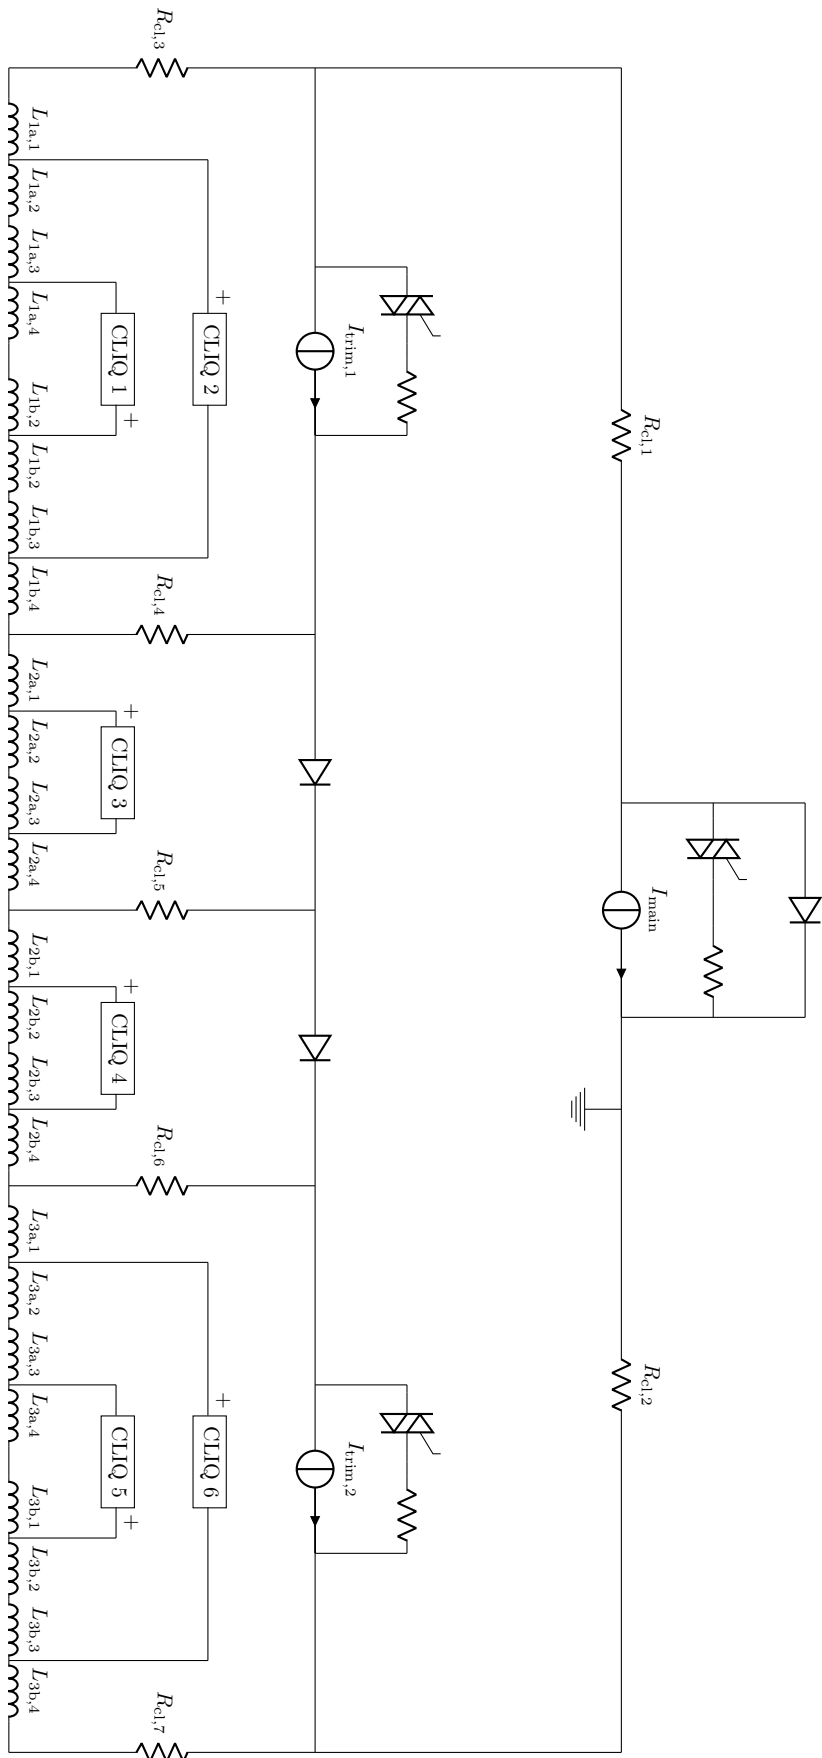 R_cl,1
I_main
R_cl,2
I_trim,1
I_trim,2
+
CLIQ 2
+
CLIQ 6
R_cl,3
R_cl,4
R_cl,5
R_cl,6
R_cl,7
CLIQ 1
+
+
CLIQ 3
+
CLIQ 4
CLIQ 5
+
L_1a,1
L_1a,2
L_1a,3
L_1a,4
L_1b,2
L_1b,2
L_1b,3
L_1b,4
L_2a,1
L_2a,2
L_2a,3
L_2a,4
L_2b,1
L_2b,2
L_2b,3
L_2b,4
L_3a,1
L_3a,2
L_3a,3
L_3a,4
L_3b,1
L_3b,2
L_3b,3
L_3b,4